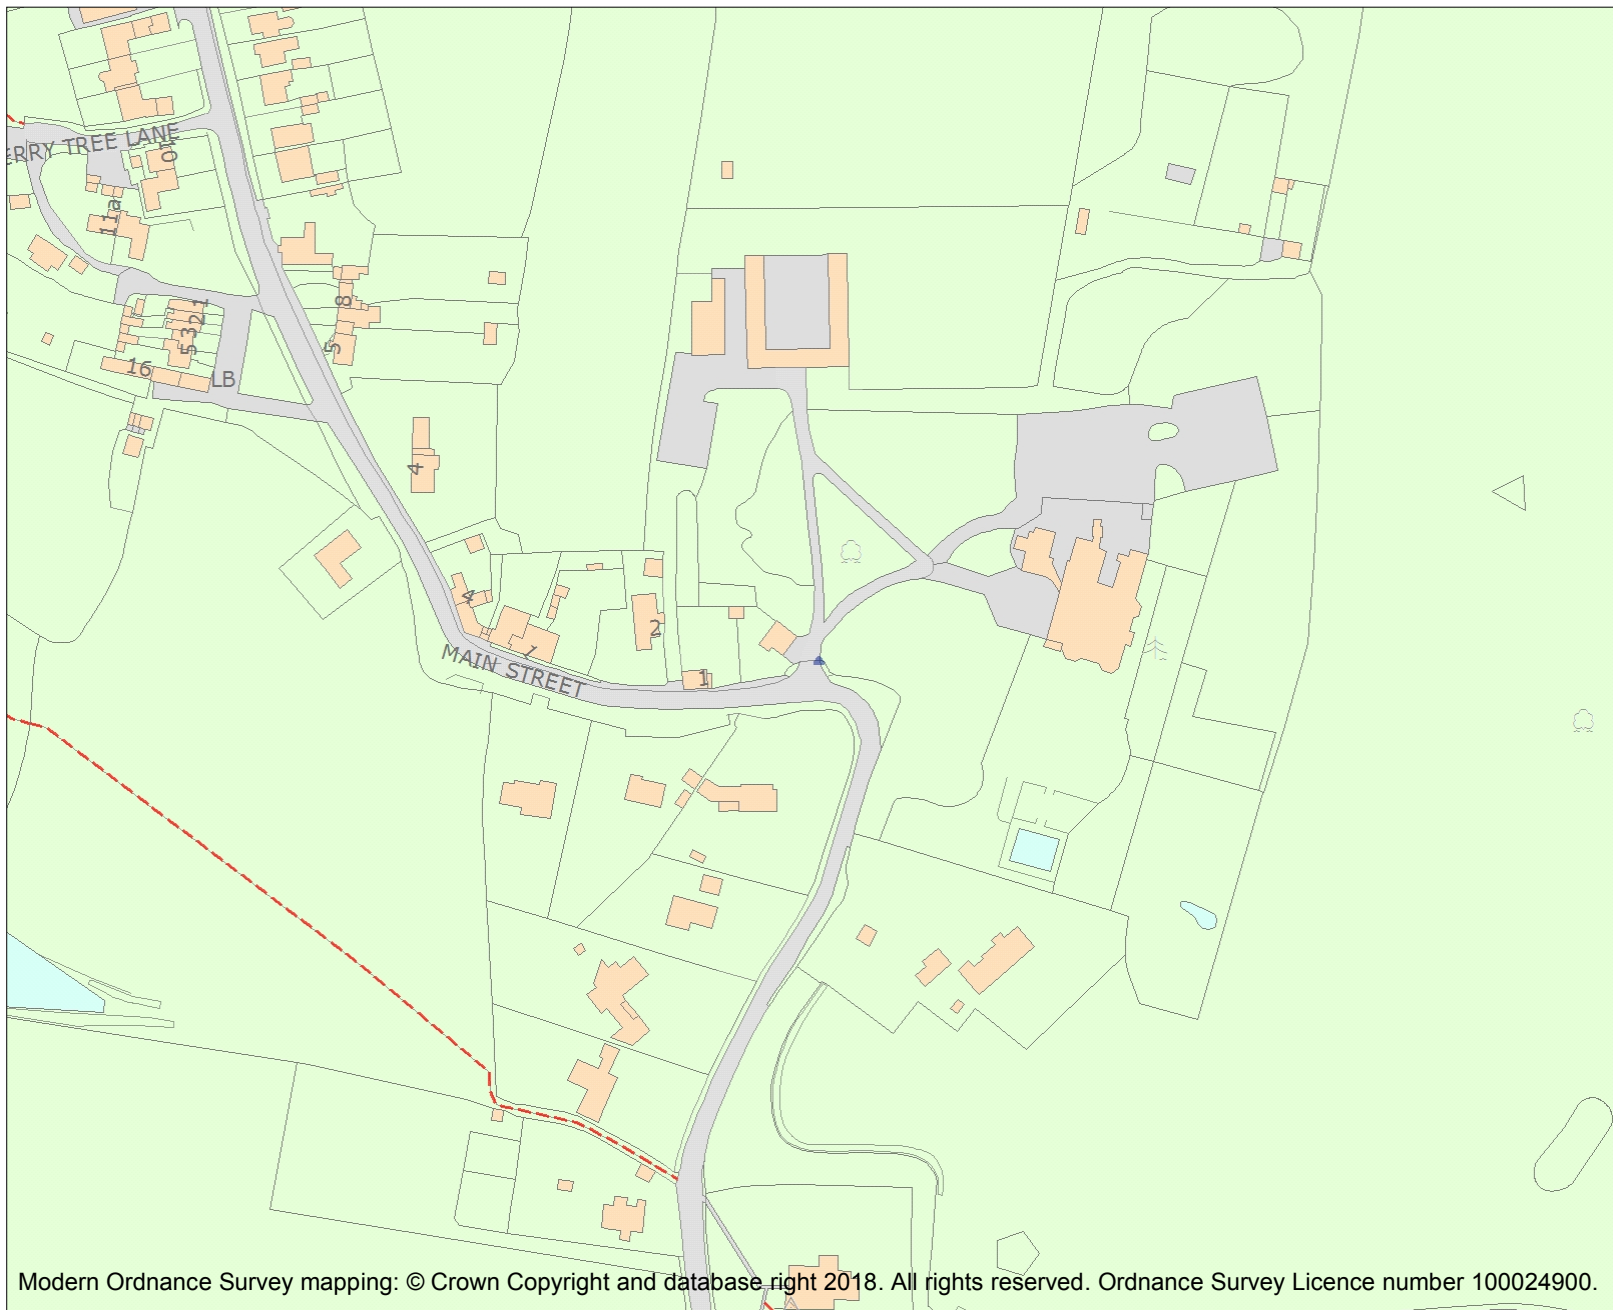 ERRY TREE LANE
10
11a
1
2
3
5
16
LB
8
5
4
4
1
2
1
MAIN STREET
Modern Ordnance Survey mapping: © Crown Copyright and database right 2018. All rights reserved. Ordnance Survey Licence number 100024900.